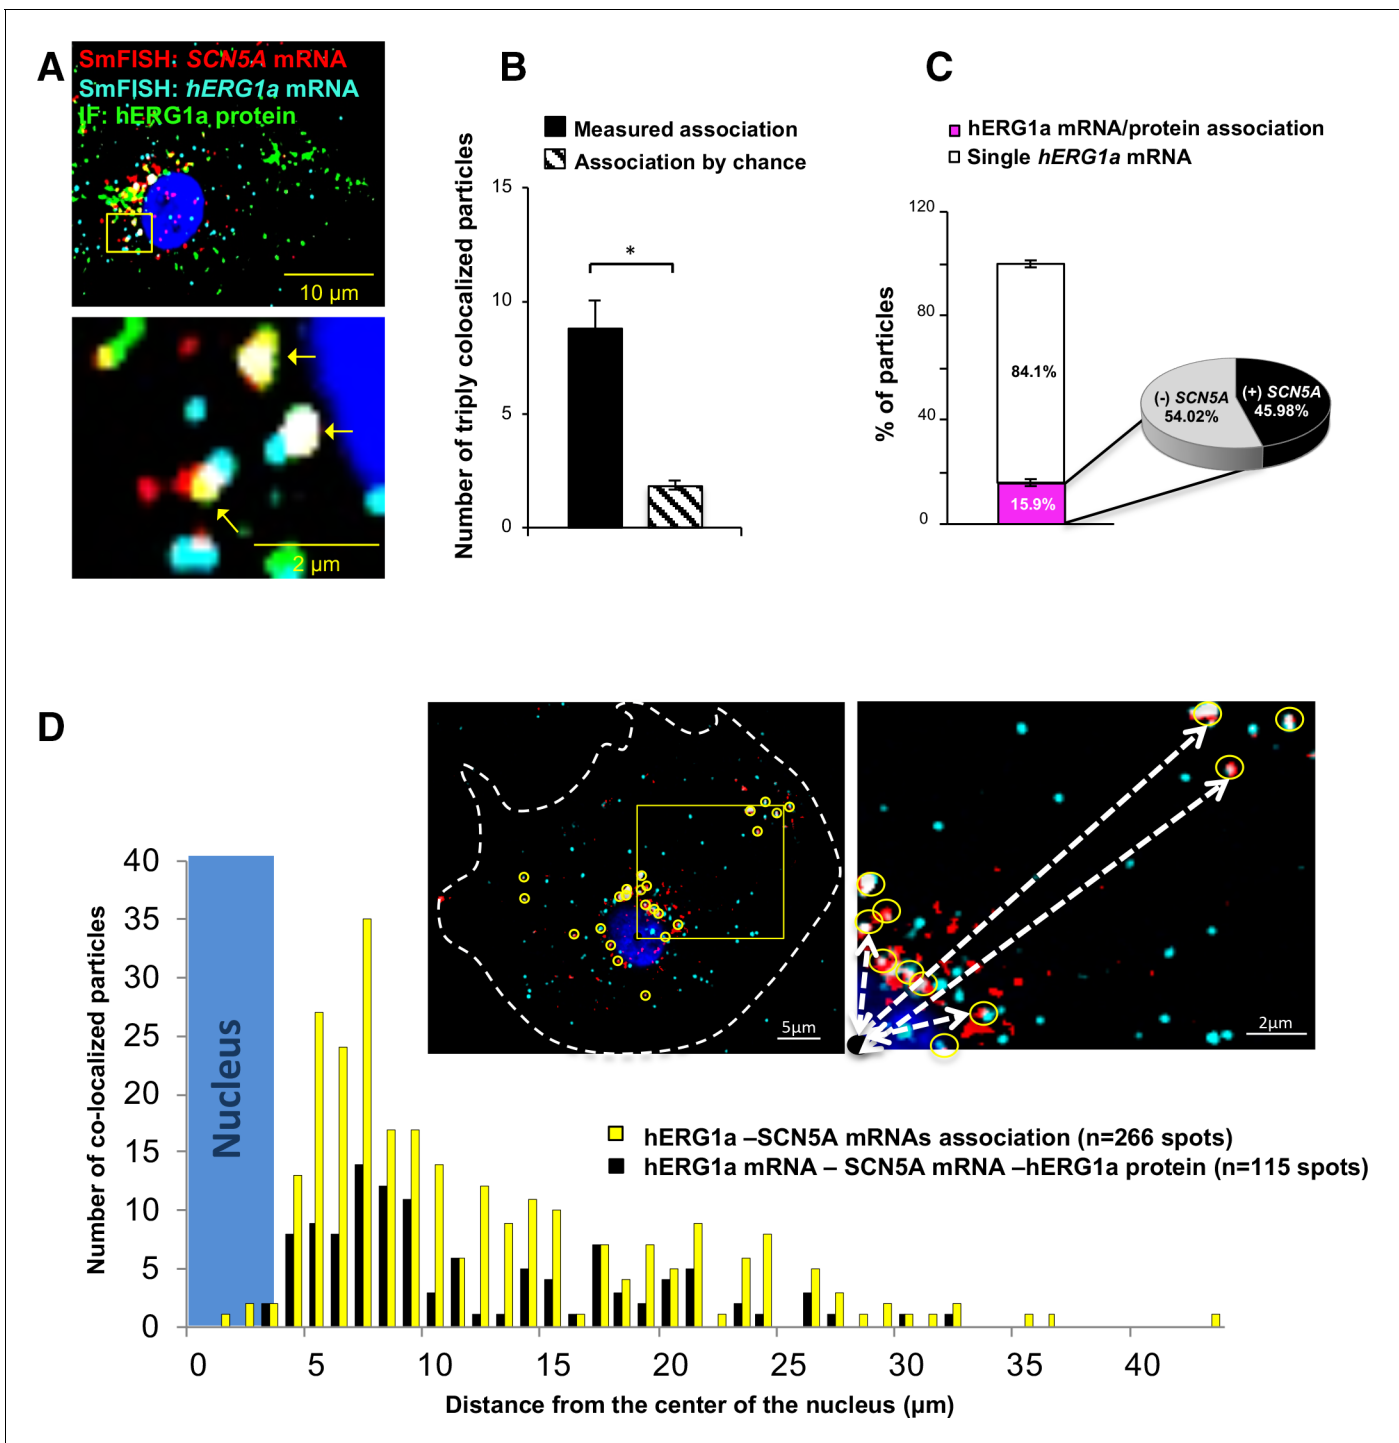 A
SmFISH: SCN5A mRNA
SmFISH: hERG1a mRNA
IF: hERG1a protein
10 µm
2 µm
B
Measured association
Association by chance
Number of triply colocalized particles
15
10
5
0
*
C
hERG1a mRNA/protein association
Single hERG1a mRNA
% of particles
120
80
40
0
84.1%
15.9%
(-) SCN5A
54.02%
(+) SCN5A
45.98%
D
5µm
2µm
Number of co-localized particles
40
35
30
25
20
15
10
5
0
Nucleus
hERG1a –SCN5A mRNAs association (n=266 spots)
hERG1a mRNA – SCN5A mRNA –hERG1a protein (n=115 spots)
0 5 10 15 20 25 30 35 40
Distance from the center of the nucleus (µm)